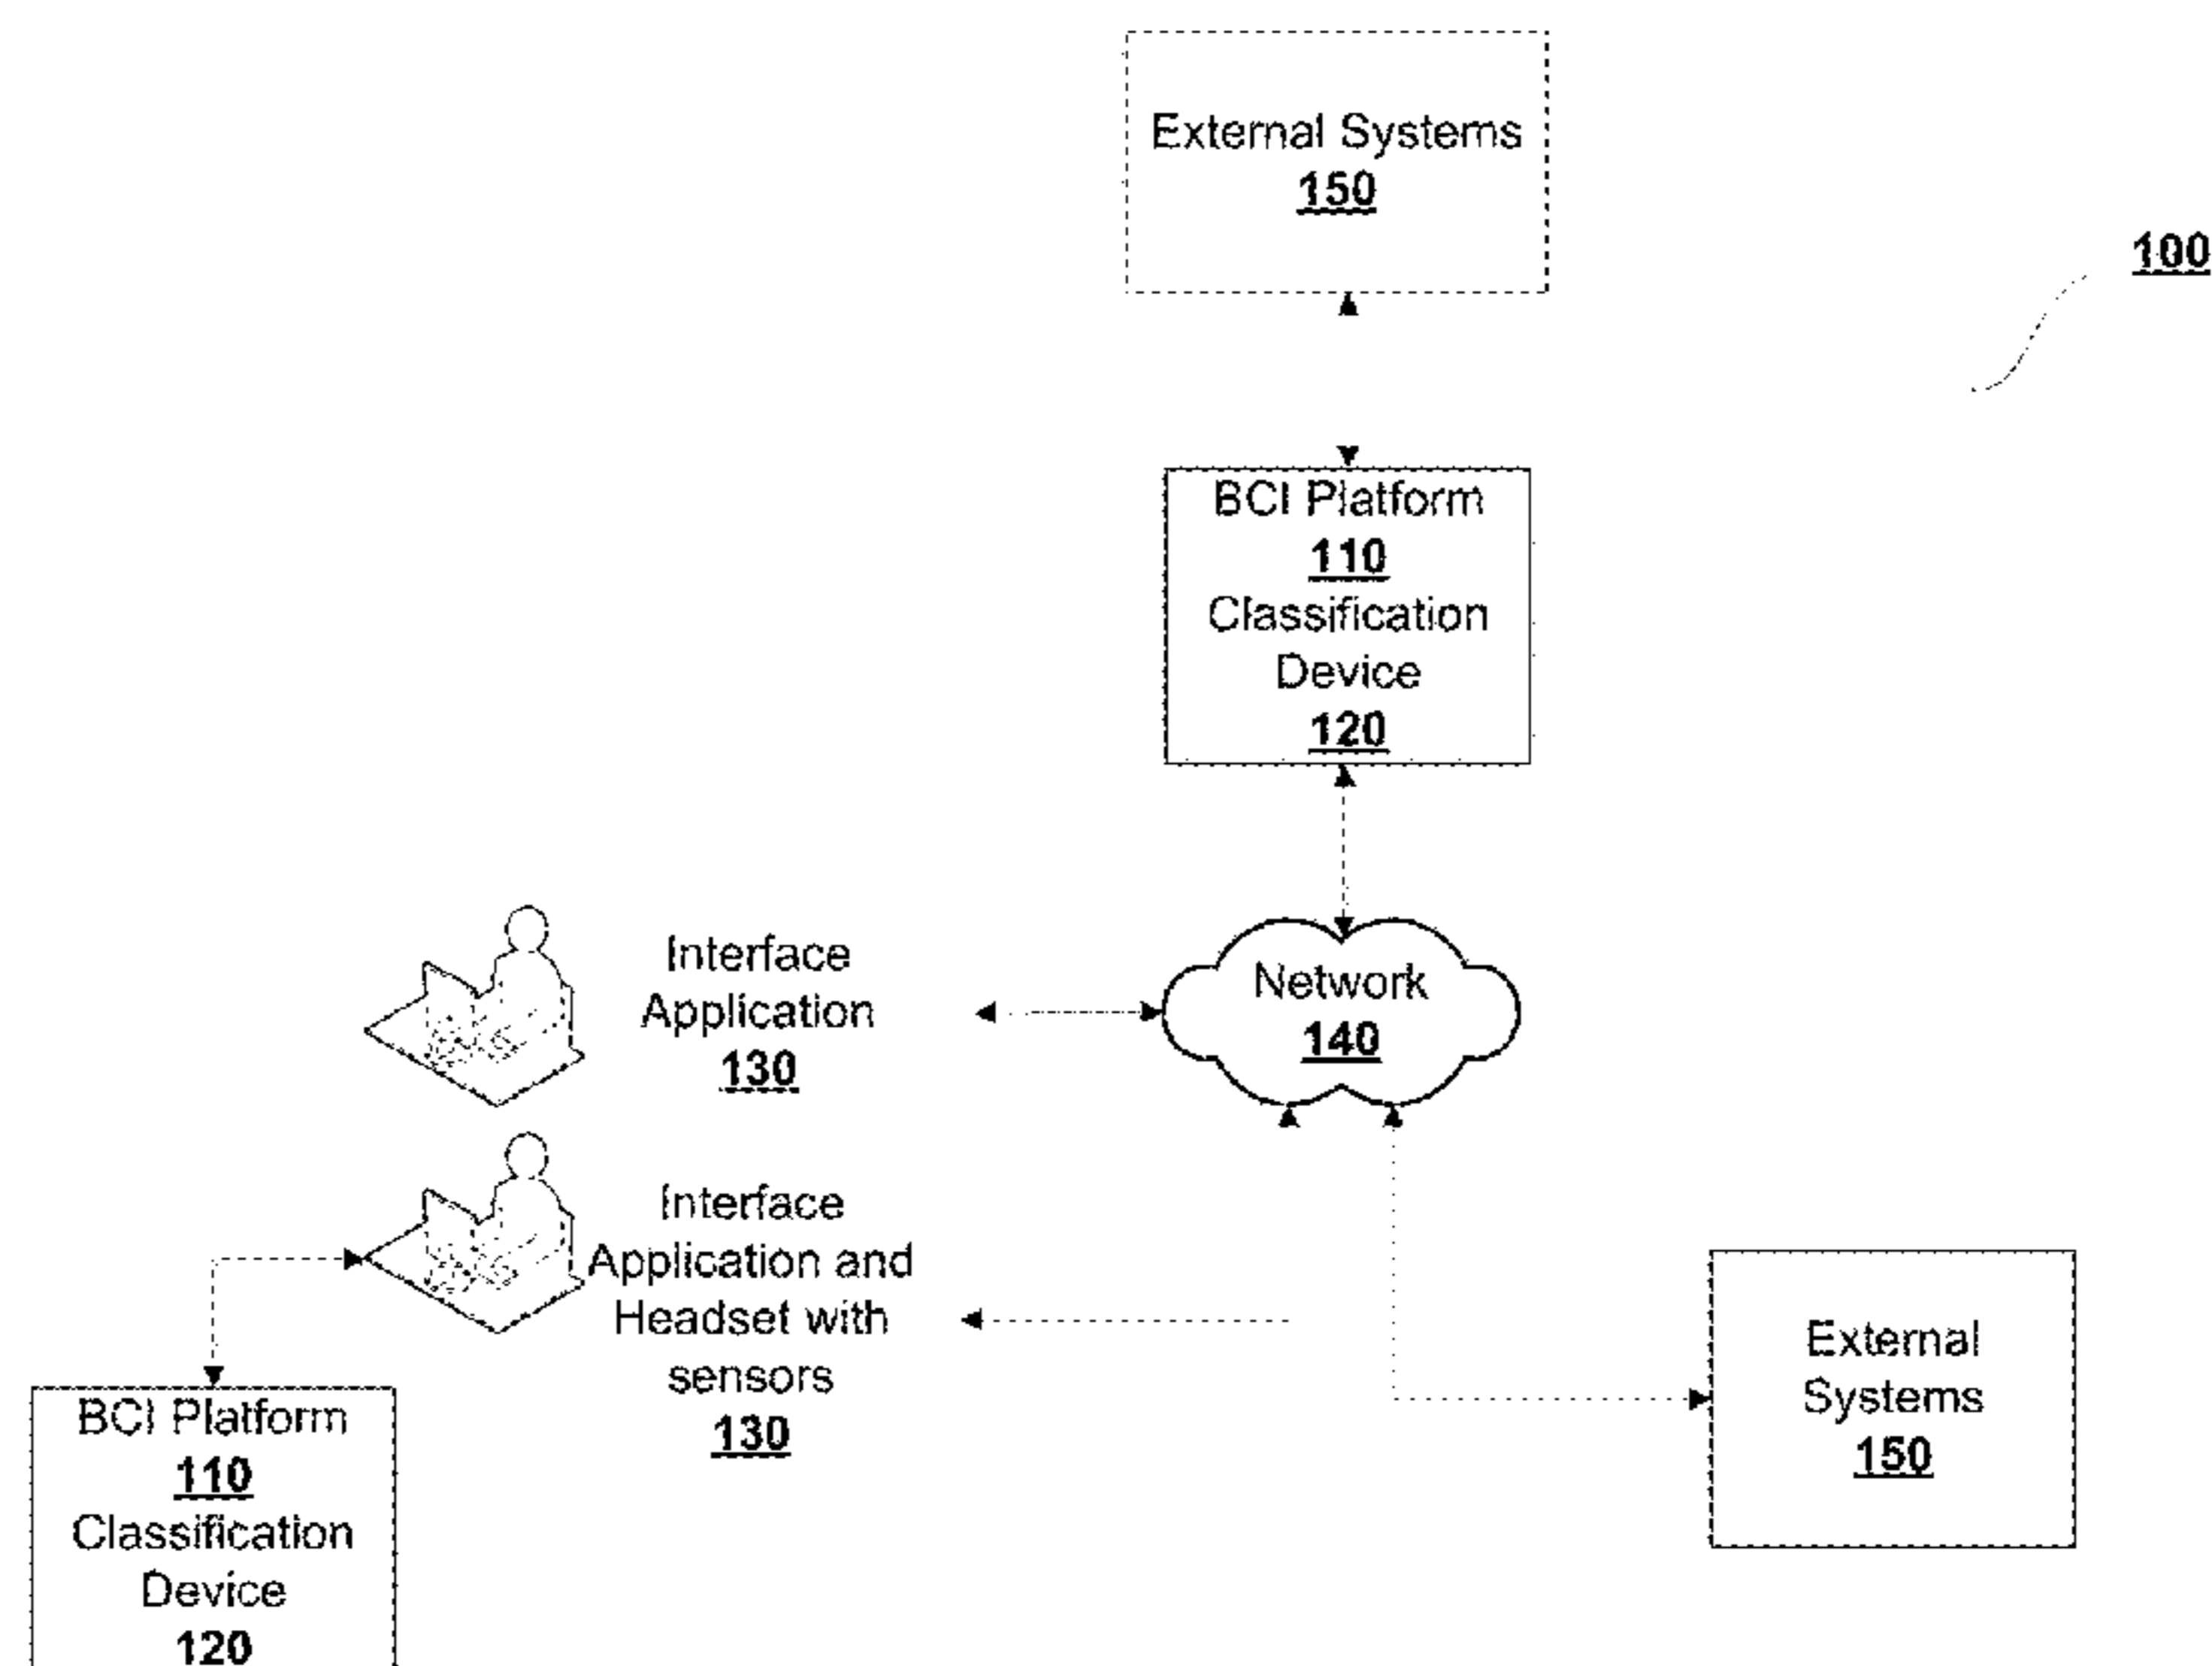 External Systems
150
100
BCI Platform
110
Classification
Device
120
Interface
Application
130
Network
140
Interface
Application and
Headset with
sensors
130
External
Systems
150
BCI Platform
110
Classification
Device
120